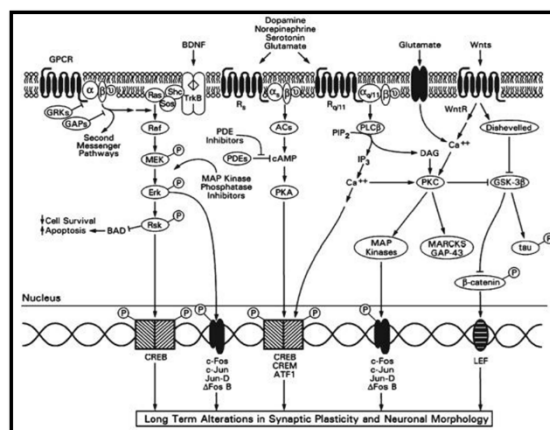 Dopamine
Norepinephrine
Serotonin
Glutamate
BDNF
Glutamate
Wnts
GPCR
α
β
υ
Ras
Shc
Sos
TrkB
Rs
αs
β
υ
Rq/11
αq/11
β
υ
WntR
GRKs
GAPs
Second
Messenger
Pathways
Raf
ACs
PLCβ
PIP2
Ca++
Dishevelled
PDE
Inhibitors
PDEs
cAMP
DAG
IP3
MEK
P
MAP Kinase
Phosphatase
Inhibitors
Erk
P
PKA
Ca++
PKC
GSK-3β
Cell Survival
Apoptosis
BAD
Rsk
P
MAP
Kinases
MARCKS
GAP-43
tau
P
β-catenin
P
Nucleus
P
P
P
P
P
P
P
P
CREB
c-Fos
c-Jun
Jun-D
ΔFos B
CREB
CREM
ATF1
c-Fos
c-Jun
Jun-D
ΔFos B
LEF
Long Term Alterations in Synaptic Plasticity and Neuronal Morphology